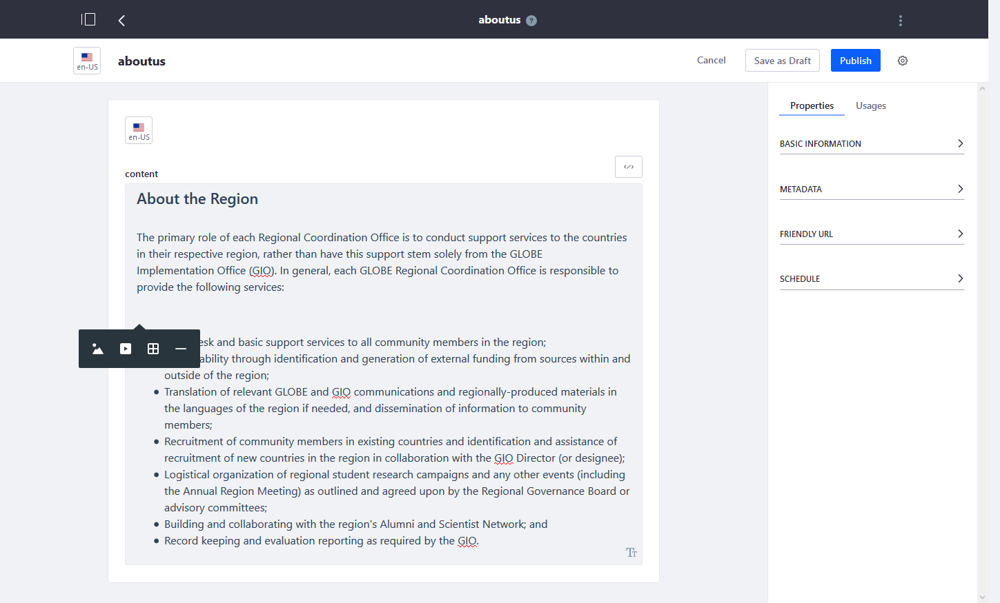 aboutus ?
en-US
aboutus
Cancel
Save as Draft
Publish
Properties
Usages
en-US
BASIC INFORMATION
content
METADATA
About the Region
The primary role of each Regional Coordination Office is to conduct support services to the countries
in their respective region, rather than have this support stem solely from the GLOBE
Implementation Office (GIO). In general, each GLOBE Regional Coordination Office is responsible to
provide the following services:
FRIENDLY URL
SCHEDULE
and basic support services to all community members in the region;
through identification and generation of external funding from sources within and
outside of the region;
Translation of relevant GLOBE and GIO communications and regionally-produced materials in
the languages of the region if needed, and dissemination of information to community
members;
Recruitment of community members in existing countries and identification and assistance of
recruitment of new countries in the region in collaboration with the GIO Director (or designee);
Logistical organization of regional student research campaigns and any other events (including
the Annual Region Meeting) as outlined and agreed upon by the Regional Governance Board or
advisory committees;
Building and collaborating with the region's Alumni and Scientist Network; and
Record keeping and evaluation reporting as required by the GIO.